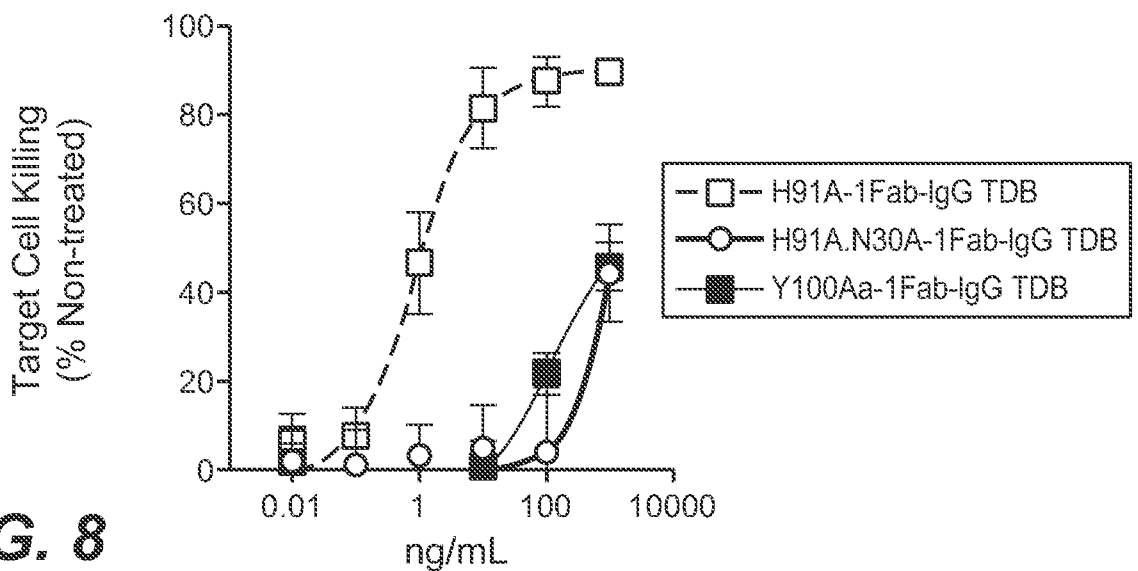 Target Cell Killing
(% Non-treated)
100
80
60
40
20
0
0.01
1
100
10000
ng/mL
H91A-1Fab-IgG TDB
H91A.N30A-1Fab-IgG TDB
Y100Aa-1Fab-IgG TDB
G. 8